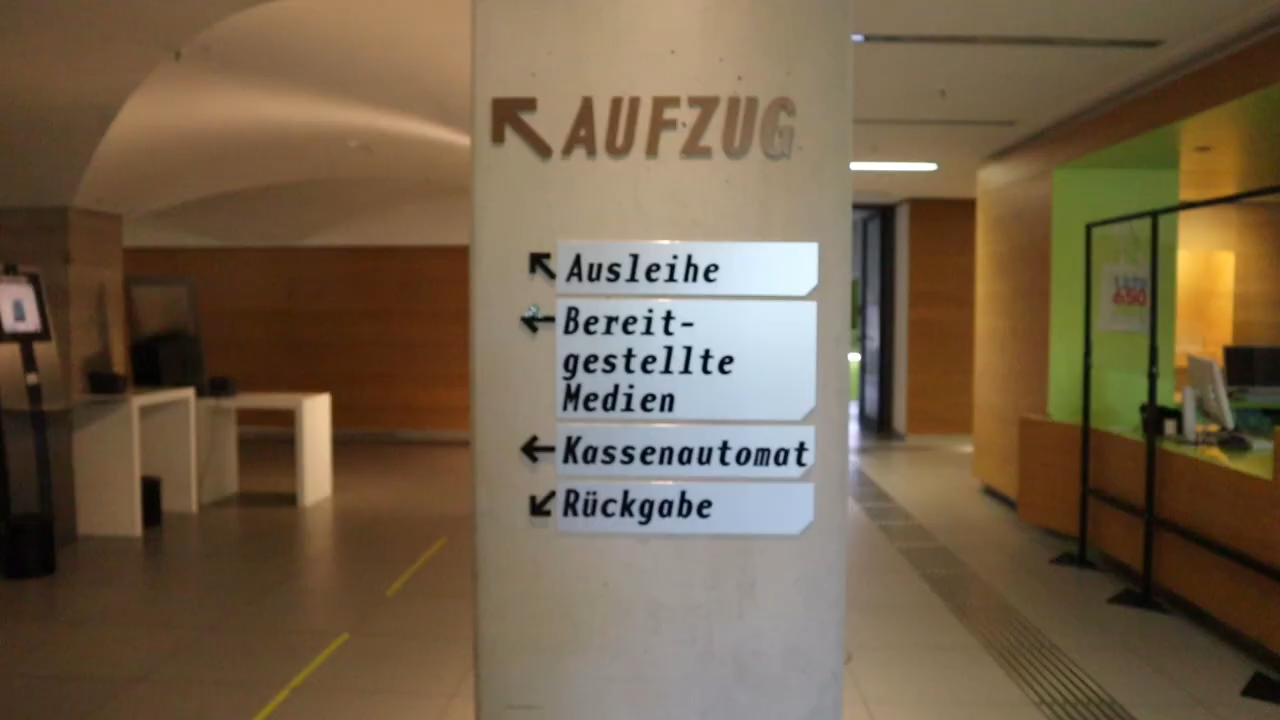 AUFZUG
Ausleihe
Bereit-
gestellte
Medien
Kassenautomat
Rückgabe